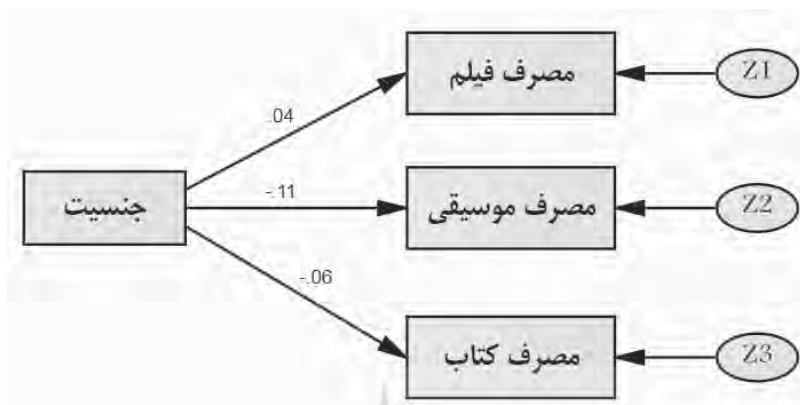 مصرف فیلم
Z1
.04
جنسیت
-.11
مصرف موسیقی
Z2
-.06
مصرف کتاب
Z3